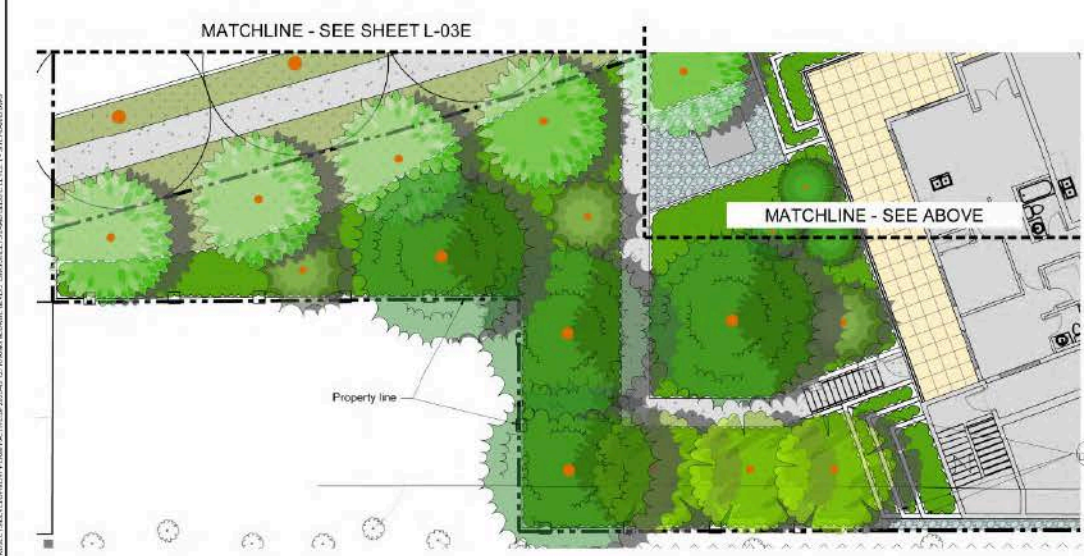 MATCHLINE - SEE SHEET L-03E
MATCHLINE - SEE ABOVE
Property line